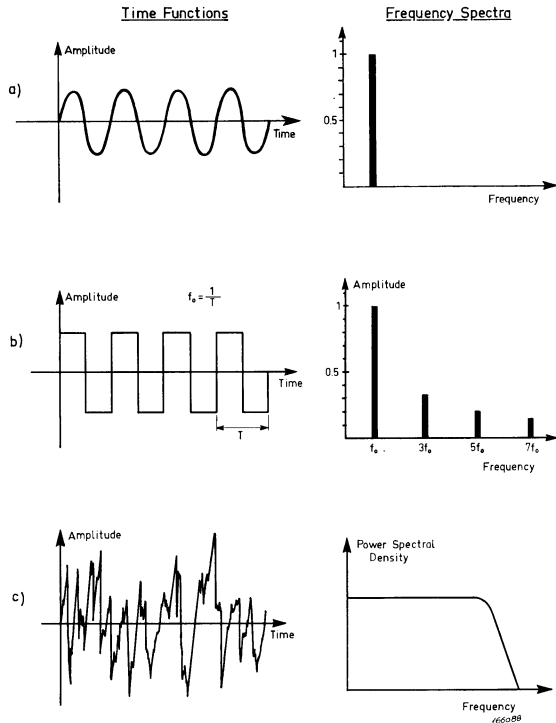 Time Functions
Frequency Spectra
a)
Amplitude
Time
1
0.5
Frequency
b)
Amplitude
f₀ = 1/T
Time
T
Amplitude
1
0.5
f₀
3f₀
5f₀
7f₀
Frequency
c)
Amplitude
Time
Power Spectral
Density
Frequency
166088